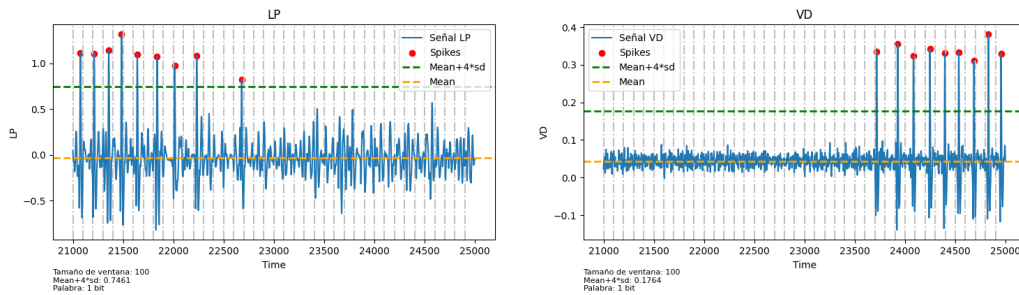 LP
1.0
0.5
0.0
−0.5
LP
21000 21500 22000 22500 23000 23500 24000 24500 25000
Time
Señal LP
Spikes
Mean+4*sd
Mean
Tamaño de ventana: 100
Mean+4*sd: 0.7461
Palabra: 1 bit
VD
0.4
0.3
0.2
0.1
0.0
−0.1
VD
21000 21500 22000 22500 23000 23500 24000 24500 25000
Time
Señal VD
Spikes
Mean+4*sd
Mean
Tamaño de ventana: 100
Mean+4*sd: 0.1764
Palabra: 1 bit